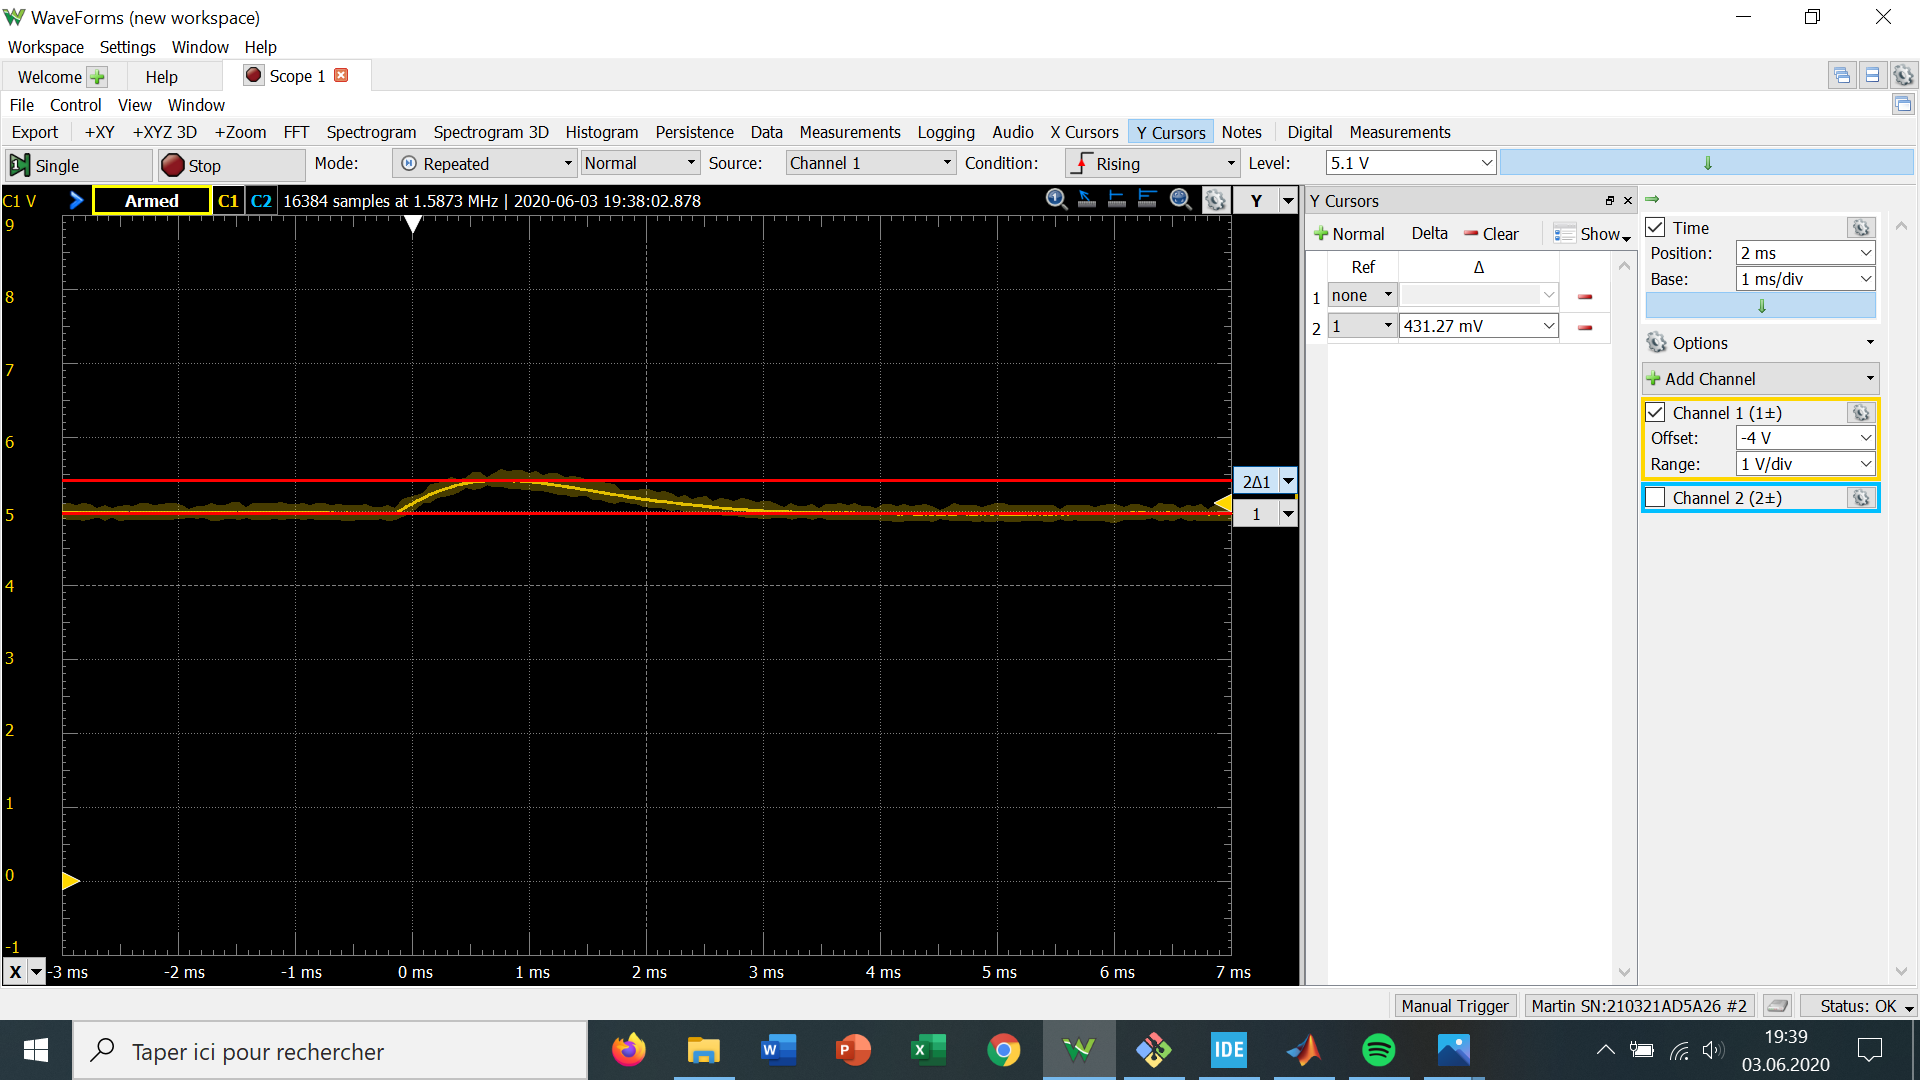 WaveForms (new workspace)
Workspace Settings Window Help
Welcome Help Scope 1
File Control View Window
Export +XY +XYZ 3D +Zoom FFT Spectrogram Spectrogram 3D Histogram Persistence Data Measurements Logging Audio X Cursors Y Cursors Notes Digital Measurements
Single Stop Mode: Repeated Normal Source: Channel 1 Condition: Rising Level: 5.1 V
C1 V Armed C1 C2 16384 samples at 1.5873 MHz | 2020-06-03 19:38:02.878 Y
9
8
7
6
5
4
3
2
1
0
-1
2Δ1
1
X -3 ms -2 ms -1 ms 0 ms 1 ms 2 ms 3 ms 4 ms 5 ms 6 ms 7 ms
Y Cursors
Normal Delta Clear Show
Ref Δ
1 none
2 1 431.27 mV
Time
Position: 2 ms
Base: 1 ms/div
Options
Add Channel
Channel 1 (1±)
Offset: -4 V
Range: 1 V/div
Channel 2 (2±)
Manual Trigger Martin SN:210321AD5A26 #2 Status: OK
Taper ici pour rechercher
IDE
19:39
03.06.2020